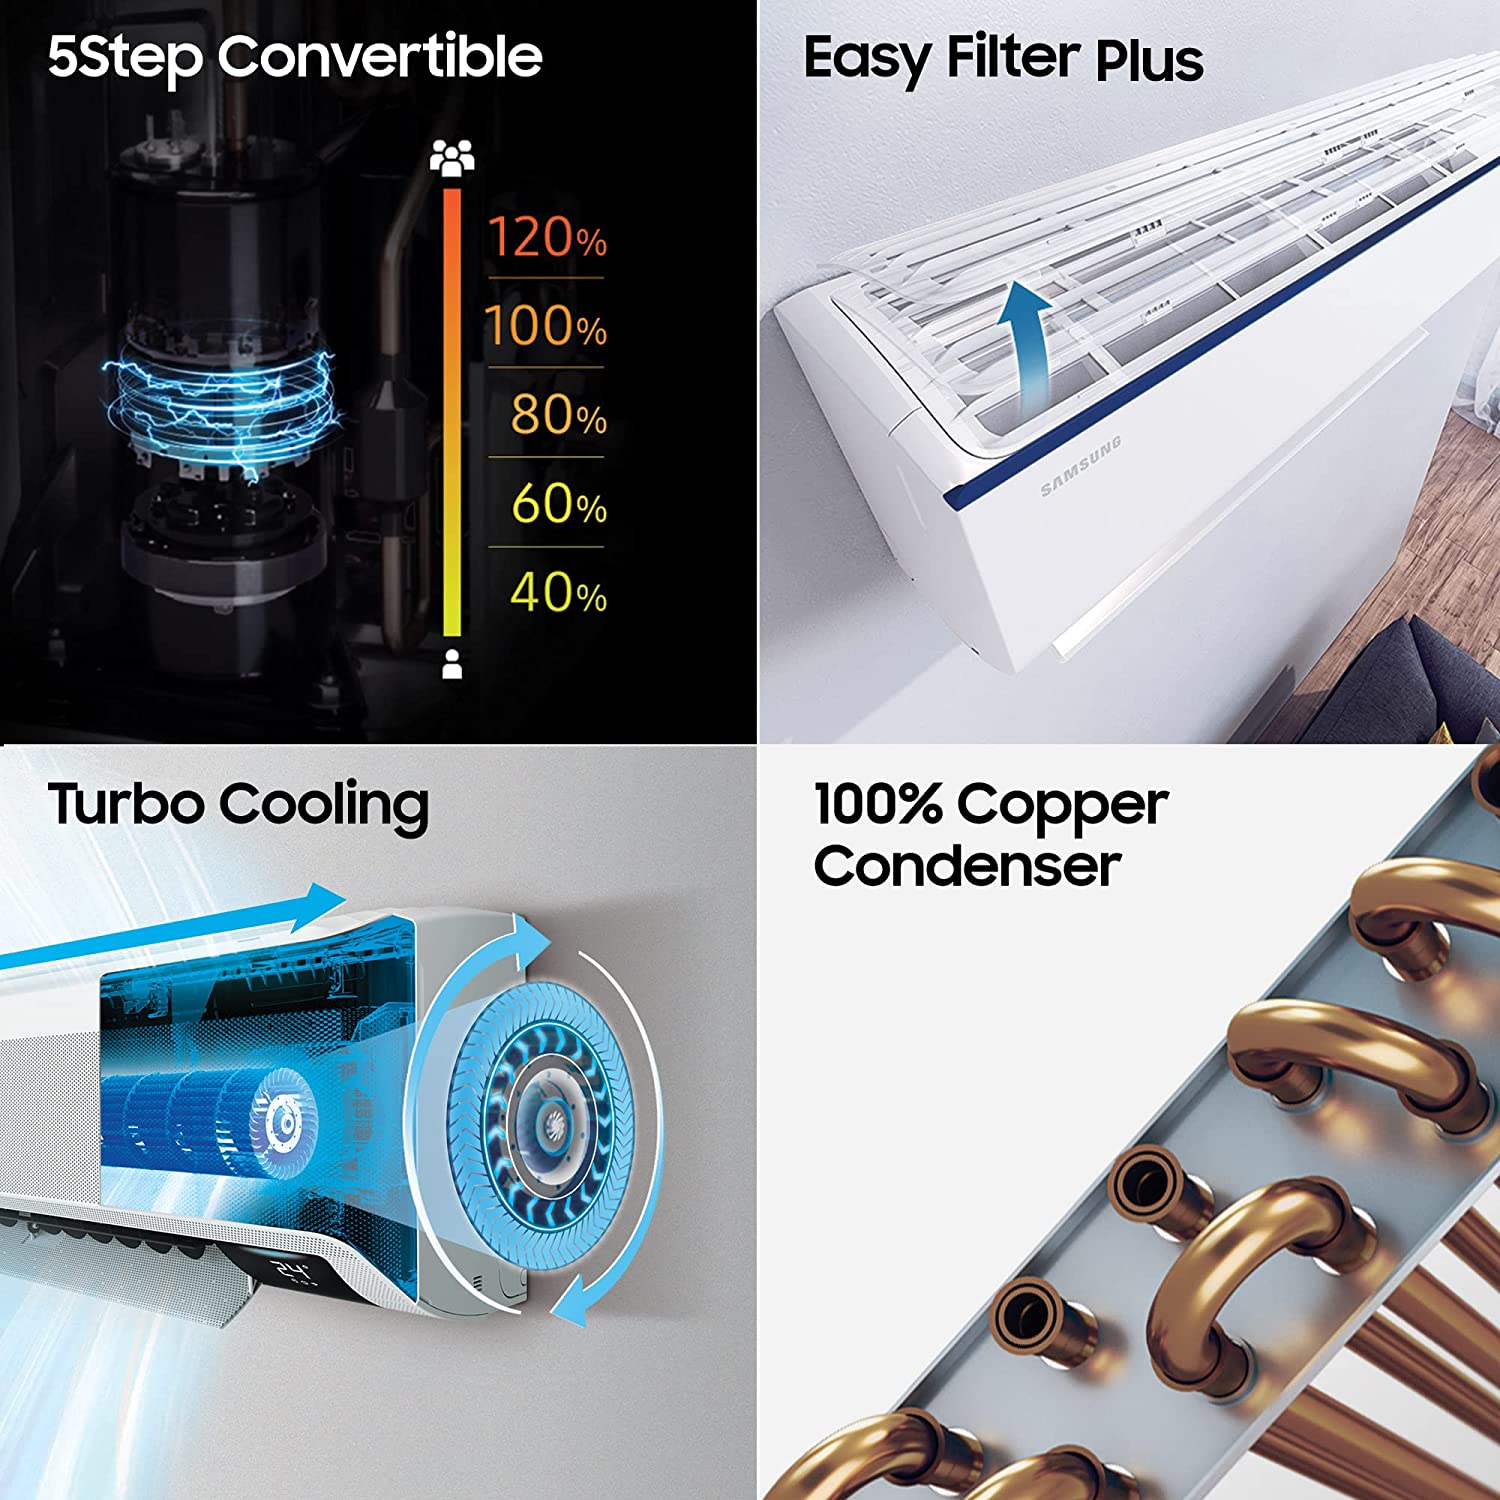 5Step Convertible
120%
100%
80%
60%
40%
Easy Filter Plus
SAMSUNG
Turbo Cooling
24°
100% Copper
Condenser